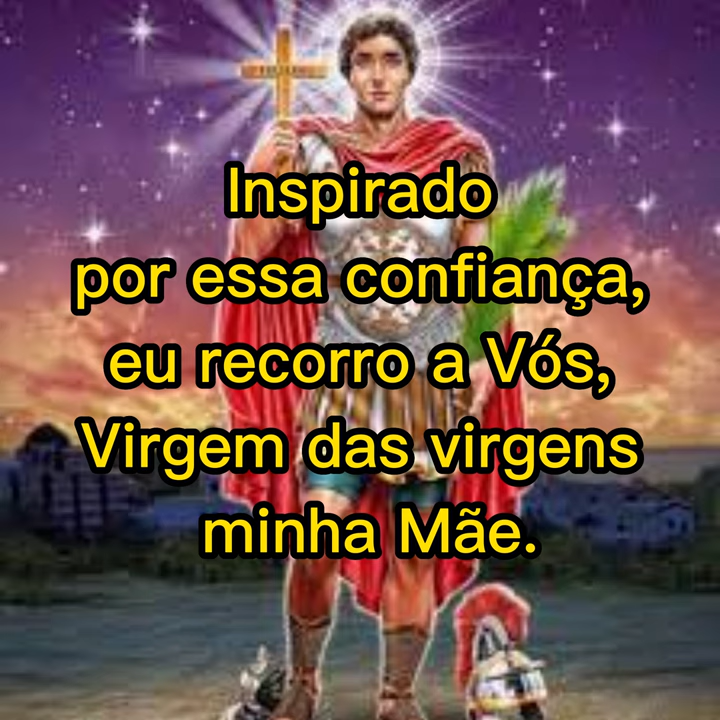 Inspirado
por essa confiança,
eu recorro a Vós,
Virgem das virgens
minha Mãe.